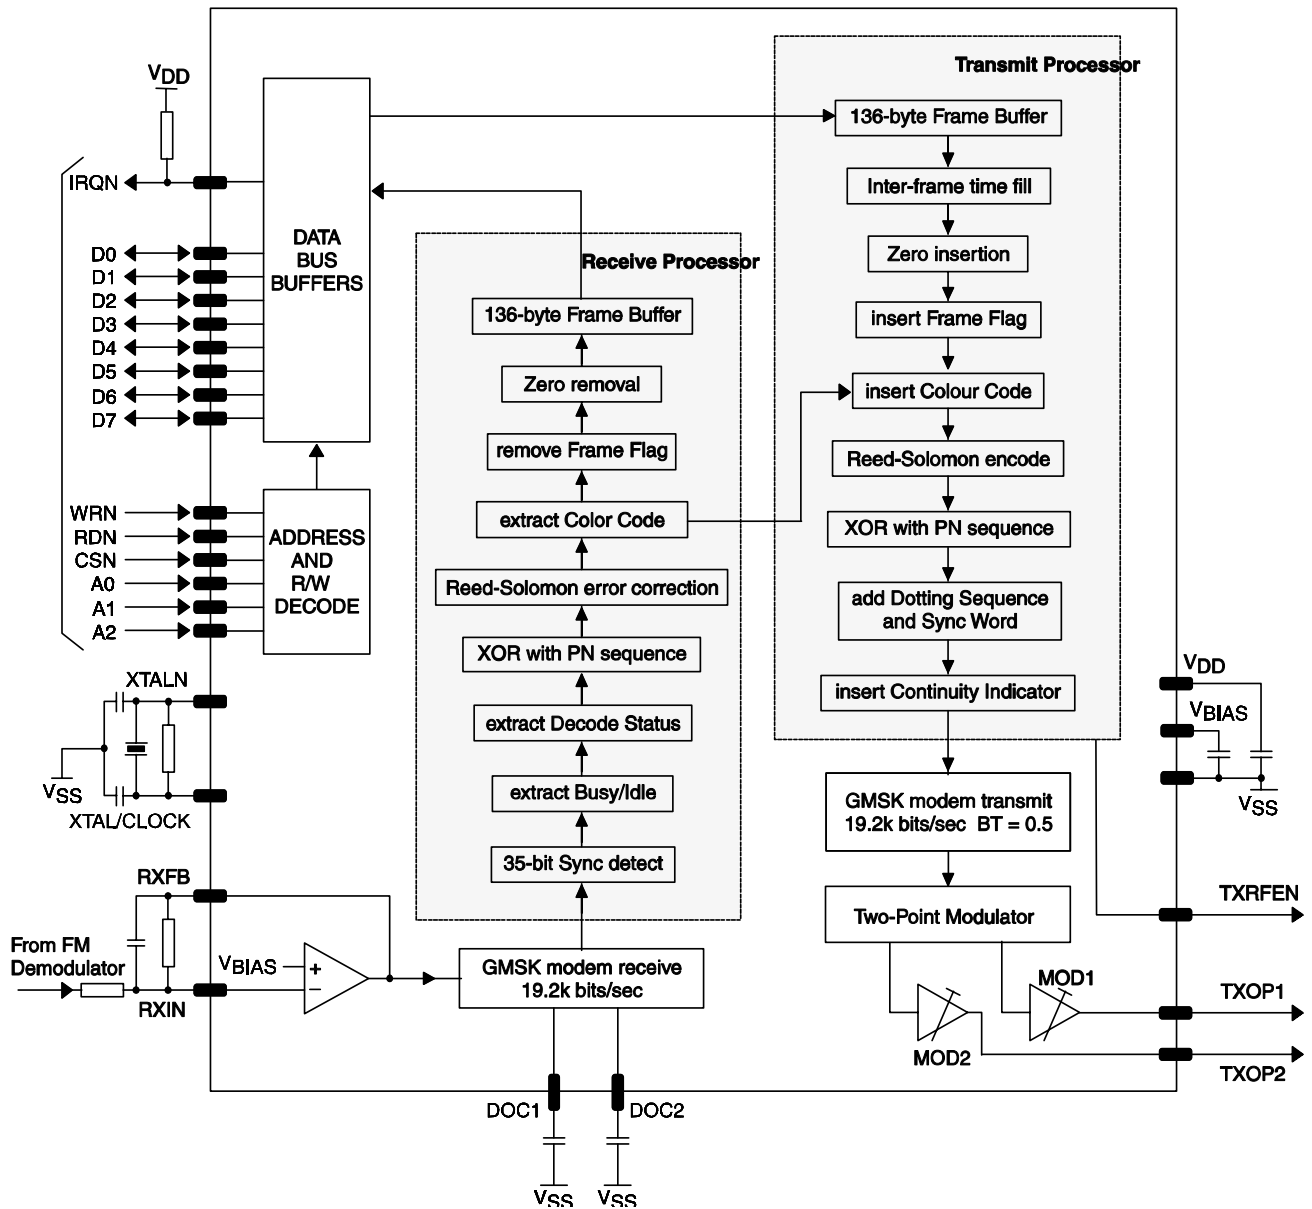 Transmit Processor
136-byte Frame Buffer
Inter-frame time fill
Zero insertion
insert Frame Flag
insert Colour Code
Reed-Solomon encode
XOR with PN sequence
add Dotting Sequence
and Sync Word
insert Continuity Indicator
GMSK modem transmit
19.2k bits/sec BT = 0.5
Two-Point Modulator
MOD1
MOD2
VDD
IRQN
D0
D1
D2
D3
D4
D5
D6
D7
DATA
BUS
BUFFERS
WRN
RDN
CSN
A0
A1
A2
ADDRESS
AND
R/W
DECODE
Receive Processor
136-byte Frame Buffer
Zero removal
remove Frame Flag
extract Color Code
Reed-Solomon error correction
XOR with PN sequence
extract Decode Status
extract Busy/Idle
35-bit Sync detect
GMSK modem receive
19.2k bits/sec
XTALN
VSS
XTAL/CLOCK
RXFB
From FM
Demodulator
RXIN
VBIAS
+
−
DOC1
DOC2
VSS
VSS
VDD
VBIAS
VSS
TXRFEN
TXOP1
TXOP2